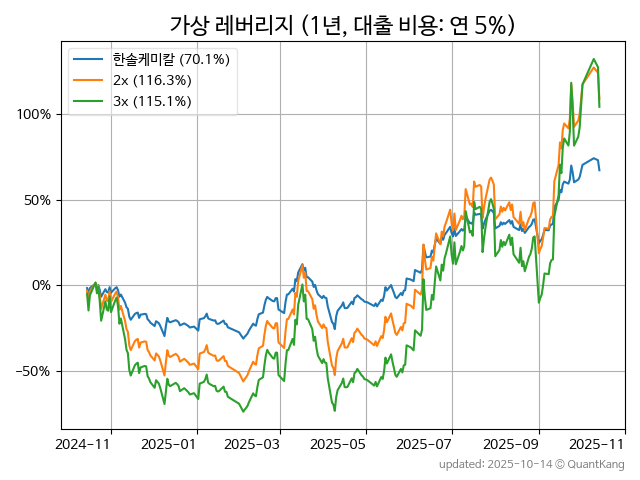 가상 레버리지 (1년, 대출 비용: 연 5%)
한솔케미칼 (70.1%)
2x (116.3%)
3x (115.1%)
100%
50%
0%
−50%
2024-11 2025-01 2025-03 2025-05 2025-07 2025-09 2025-11
updated: 2025-10-14 © QuantKang